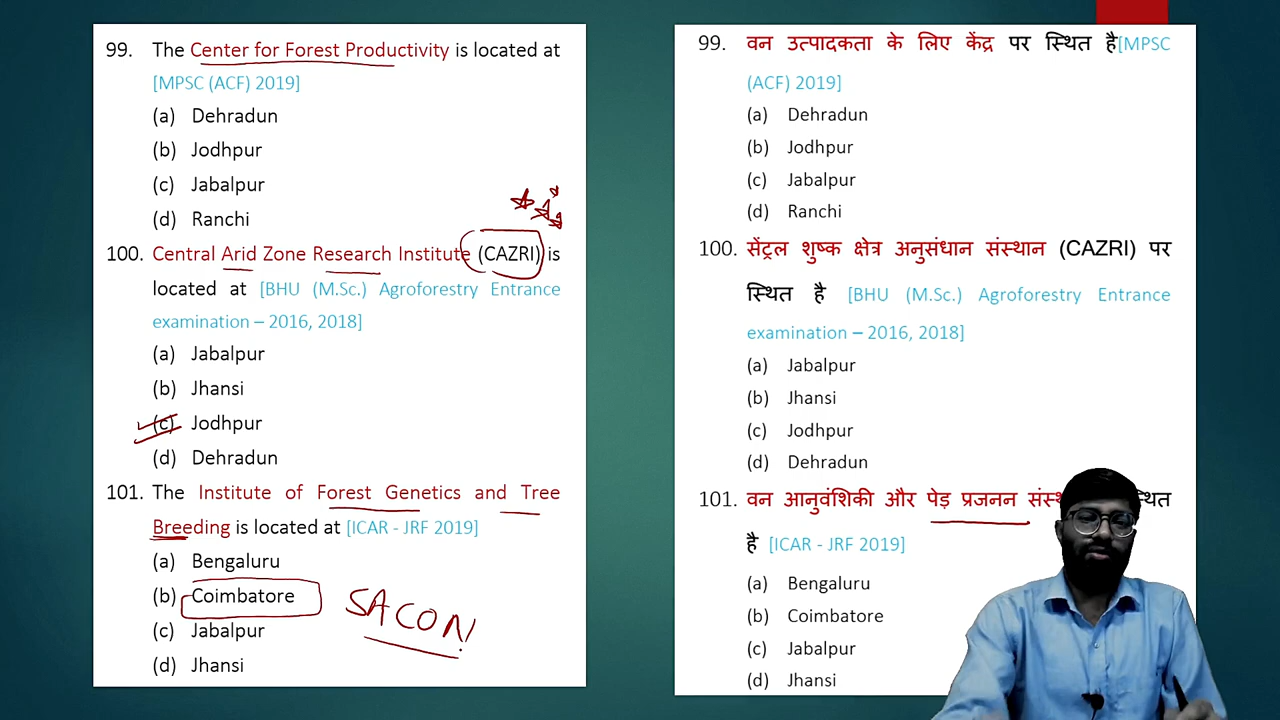 99. The Center for Forest Productivity is located at
[MPSC (ACF) 2019]
(a) Dehradun
(b) Jodhpur
(c) Jabalpur
(d) Ranchi
100. Central Arid Zone Research Institute (CAZRI) is
located at [BHU (M.Sc.) Agroforestry Entrance
examination – 2016, 2018]
(a) Jabalpur
(b) Jhansi
(c) Jodhpur
(d) Dehradun
101. The Institute of Forest Genetics and Tree
Breeding is located at [ICAR - JRF 2019]
(a) Bengaluru
(b) Coimbatore
(c) Jabalpur
(d) Jhansi
SACON
99. वन उत्पादकता के लिए केंद्र पर स्थित है[MPSC
(ACF) 2019]
(a) Dehradun
(b) Jodhpur
(c) Jabalpur
(d) Ranchi
100. सेंट्रल शुष्क क्षेत्र अनुसंधान संस्थान (CAZRI) पर
स्थित है [BHU (M.Sc.) Agroforestry Entrance
examination – 2016, 2018]
(a) Jabalpur
(b) Jhansi
(c) Jodhpur
(d) Dehradun
101. वन आनुवंशिकी और पेड़ प्रजनन
है [ICAR - JRF 2019]
(a) Bengaluru
(b) Coimbatore
(c) Jabalpur
(d) Jhansi